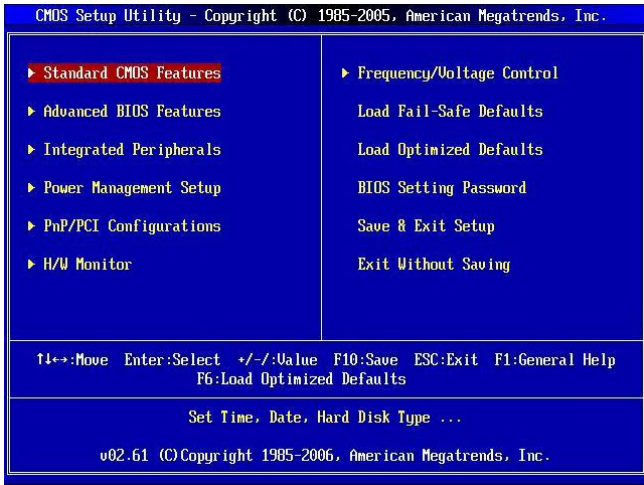 CMOS Setup Utility - Copyright (C) 1985-2005, American Megatrends, Inc.
▶ Standard CMOS Features
▶ Advanced BIOS Features
▶ Integrated Peripherals
▶ Power Management Setup
▶ PnP/PCI Configurations
▶ H/W Monitor
▶ Frequency/Voltage Control
Load Fail-Safe Defaults
Load Optimized Defaults
BIOS Setting Password
Save & Exit Setup
Exit Without Saving
↑↓↔:Move Enter:Select +/-/:Value F10:Save ESC:Exit F1:General Help
F6:Load Optimized Defaults
Set Time, Date, Hard Disk Type ...
v02.61 (C)Copyright 1985-2006, American Megatrends, Inc.